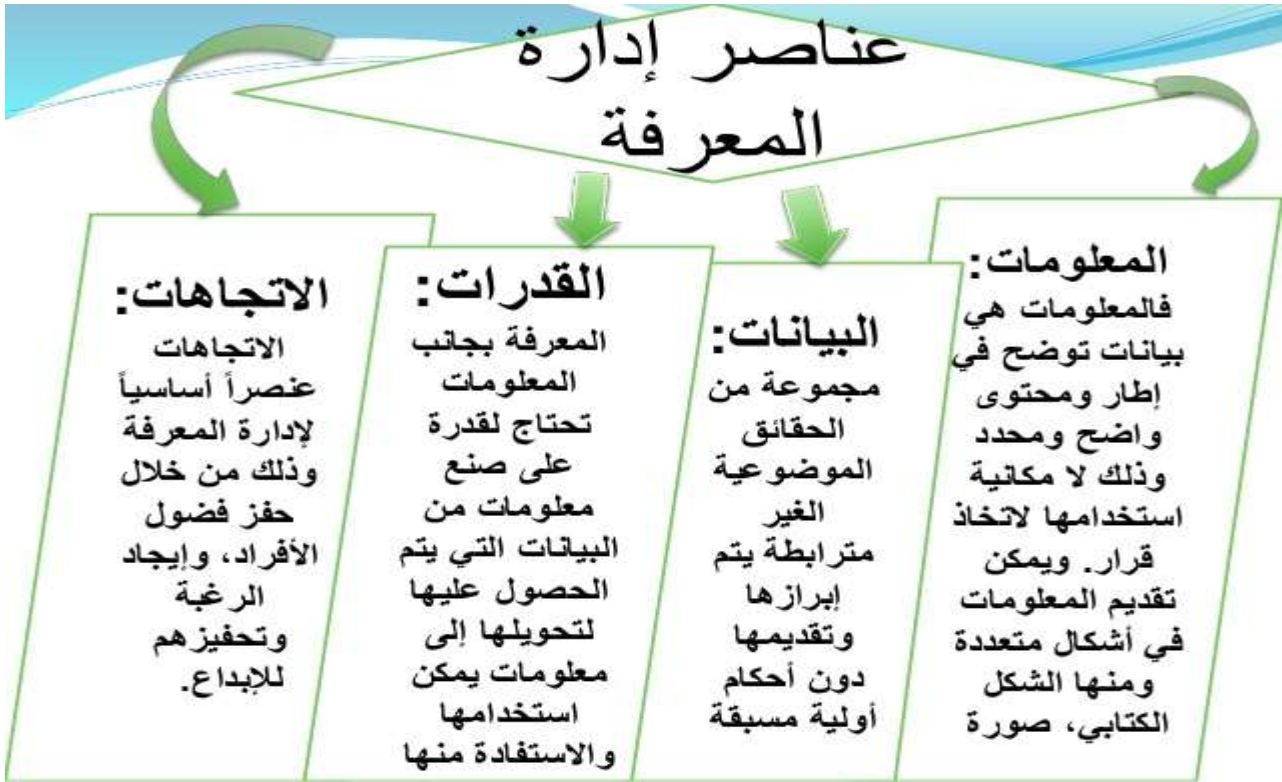 عناصر إدارة
المعرفة
المعلومات:
فالمعلومات هي
بيانات توضح في
إطار ومحتوى
واضح ومحدد
وذلك لا مكانية
استخدامها لاتخاذ
قرار. ويمكن
تقديم المعلومات
في أشكال متعددة
ومنها الشكل
الكتابي، صورة
البيانات:
مجموعة من
الحقائق
الموضوعية
الغير
مترابطة يتم
إبرازها
وتقديمها
دون أحكام
أولية مسبقة
القدرات:
المعرفة بجانب
المعلومات
تحتاج لقدرة
على صنع
معلومات من
البيانات التي يتم
الحصول عليها
لتحويلها إلى
معلومات يمكن
استخدامها
والاستفادة منها
الاتجاهات:
الاتجاهات
عنصراً أساسياً
لإدارة المعرفة
وذلك من خلال
حفز فضول
الأفراد، وإيجاد
الرغبة
وتحفيزهم
للإبداع.